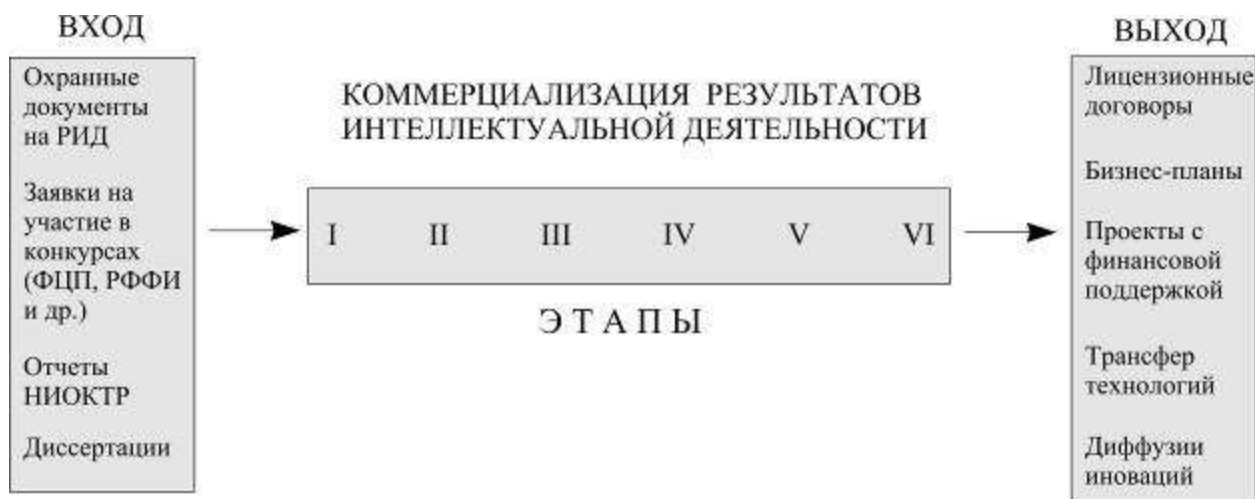 ВХОД
Охранные
документы
на РИД
Заявки на
участие в
конкурсах
(ФЦП, РФФИ
и др.)
Отчеты
НИОКТР
Диссертации
КОММЕРЦИАЛИЗАЦИЯ РЕЗУЛЬТАТОВ
ИНТЕЛЛЕКТУАЛЬНОЙ ДЕЯТЕЛЬНОСТИ
I II III IV V VI
Э Т А П Ы
ВЫХОД
Лицензионные
договоры
Бизнес-планы
Проекты с
финансовой
поддержкой
Трансфер
технологий
Диффузии
иноваций